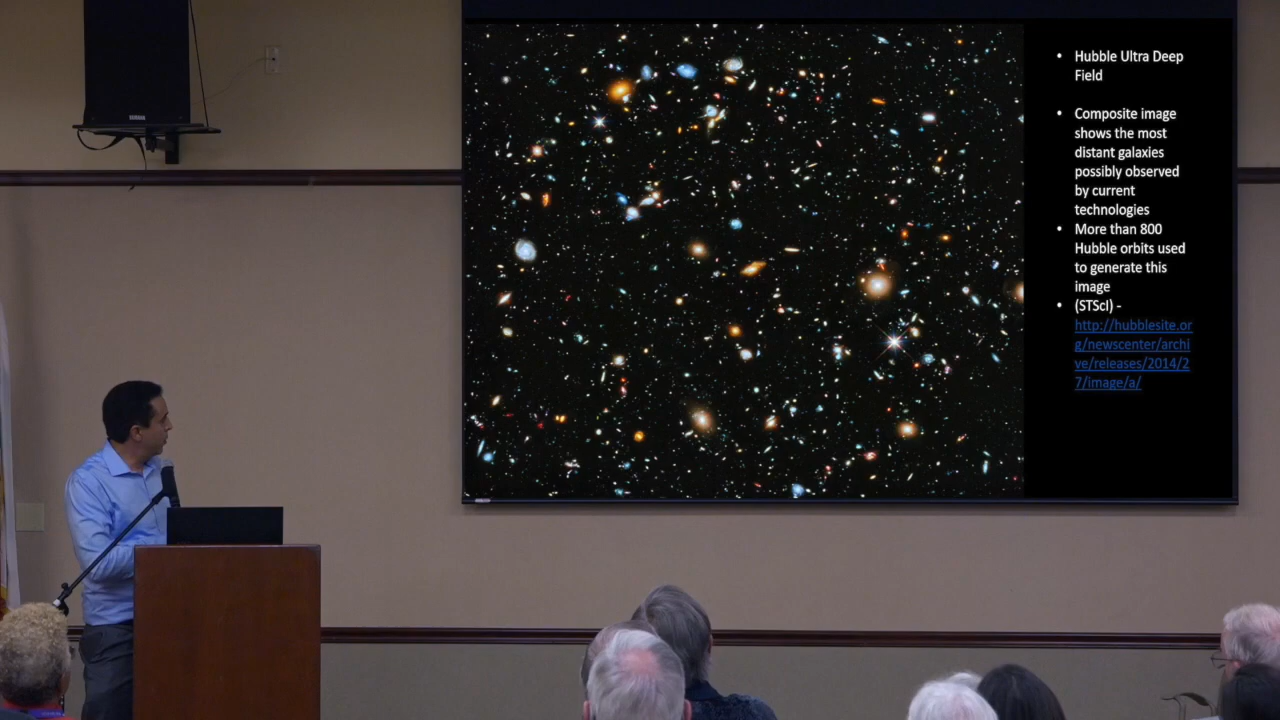 YAMAHA
• Hubble Ultra Deep
Field
• Composite image
shows the most
distant galaxies
possibly observed
by current
technologies
• More than 800
Hubble orbits used
to generate this
image
• (STScI) -
http://hubblesite.or
g/newscenter/archi
ve/releases/2014/2
7/image/a/